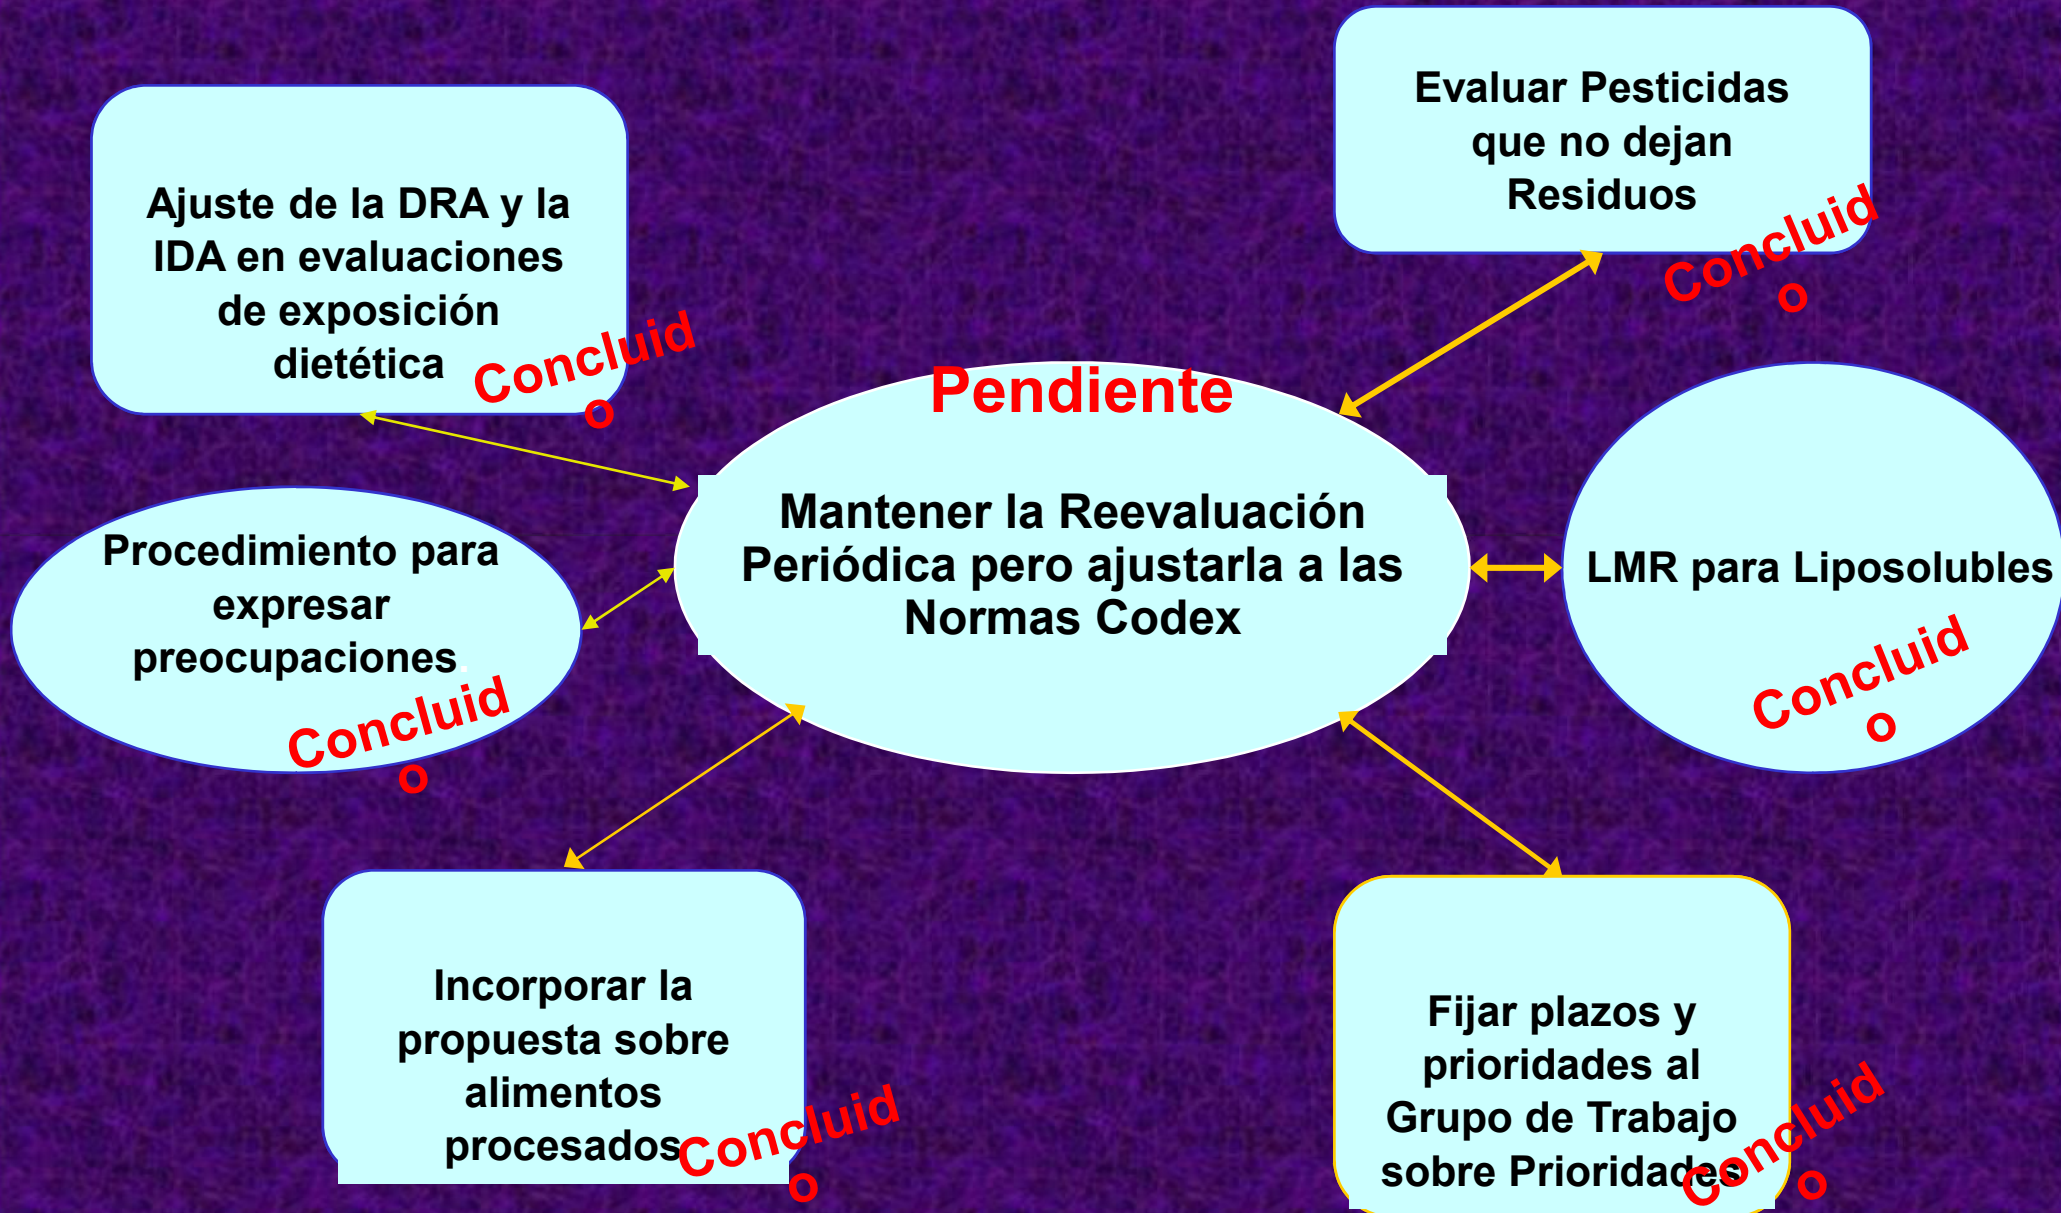 Ajuste de la DRA y la
IDA en evaluaciones
de exposición
dietética
Concluid
o
Evaluar Pesticidas
que no dejan
Residuos
Concluid
o
Pendiente
Mantener la Reevaluación
Periódica pero ajustarla a las
Normas Codex
Procedimiento para
expresar
preocupaciones.
Concluid
o
LMR para Liposolubles
Concluid
o
Incorporar la
propuesta sobre
alimentos
procesados
Concluid
o
Fijar plazos y
prioridades al
Grupo de Trabajo
sobre Prioridades
Concluid
o